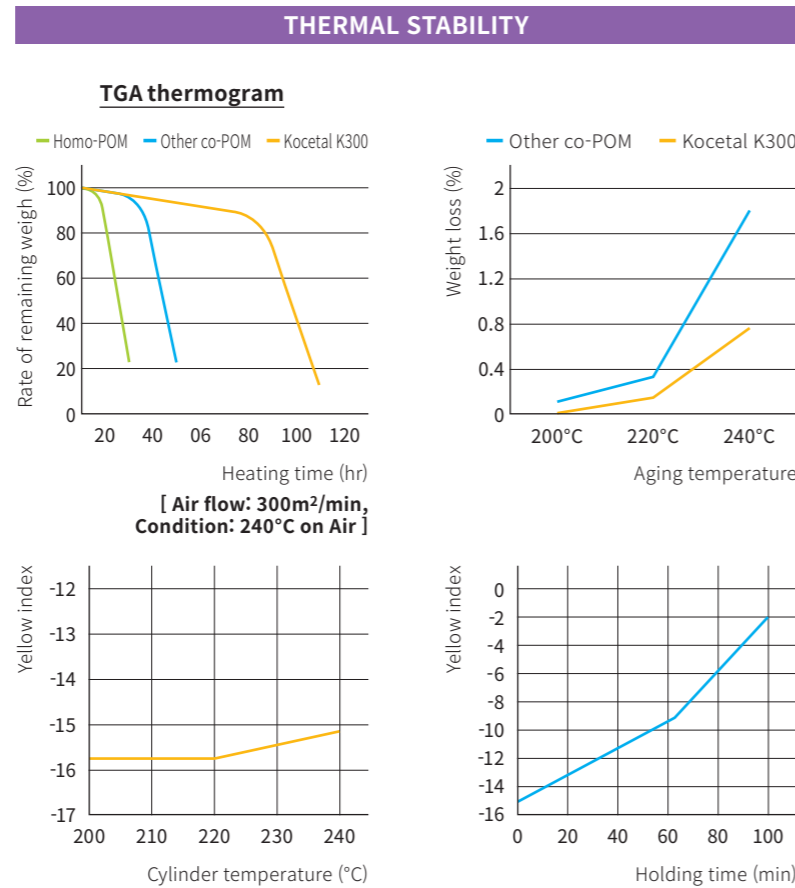 THERMAL STABILITY
TGA thermogram
Homo-POM Other co-POM Kocetal K300
Rate of remaining weigh (%)
100
80
60
40
20
0
20 40 06 80 100 120
Heating time (hr)
[ Air flow: 300m²/min,
Condition: 240°C on Air ]
Other co-POM Kocetal K300
Weight loss (%)
2
1.6
1.2
0.8
0.4
0
200°C 220°C 240°C
Aging temperature
Yellow index
-12
-13
-14
-15
-16
-17
200 210 220 230 240
Cylinder temperature (°C)
Yellow index
0
-2
-4
-6
-8
-10
-12
-14
-16
0 20 40 60 80 100
Holding time (min)